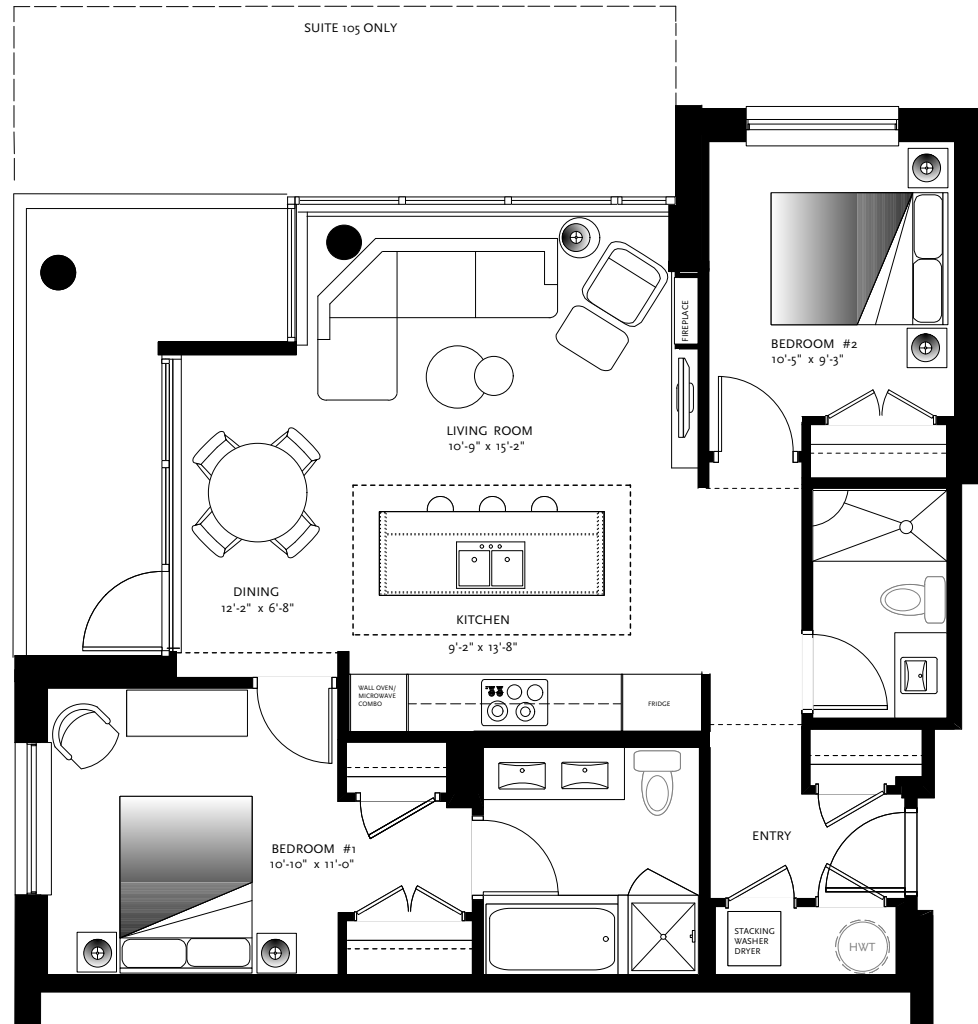 SUITE 105 ONLY
FIREPLACE
BEDROOM #2
10'-5" x 9'-3"
LIVING ROOM
10'-9" x 15'-2"
DINING
12'-2" x 6'-8"
KITCHEN
9'-2" x 13'-8"
WALL OVEN/
MICROWAVE
COMBO
FRIDGE
BEDROOM #1
10'-10" x 11'-0"
ENTRY
STACKING
WASHER
DRYER
HWT